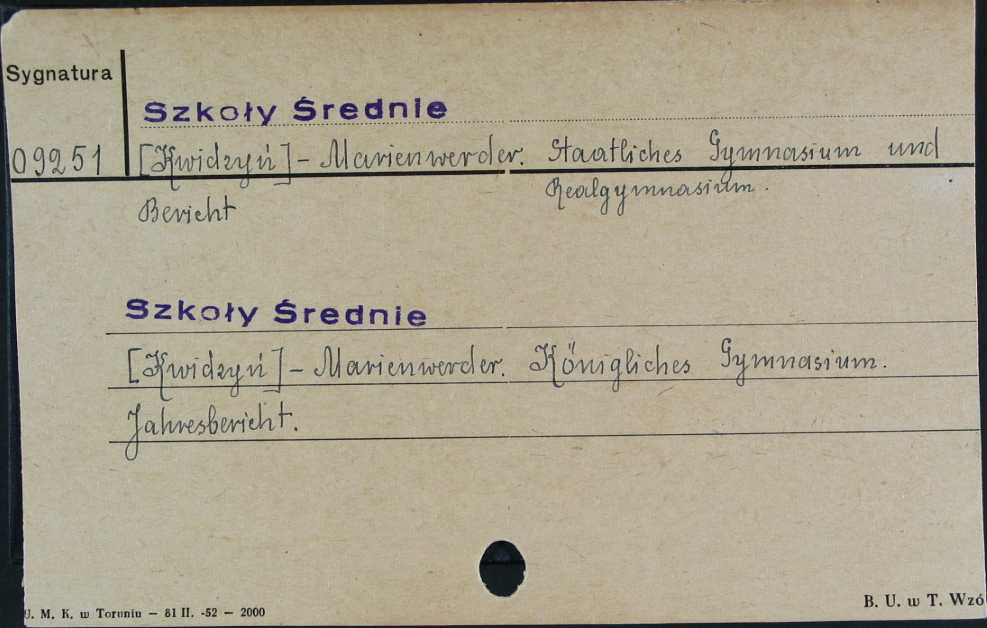 Sygnatura
Szkoły Średnie
09251 [Kwidzyń] - Marienwerder. Staatliches Gymnasium und
Realgymnasium.
Bericht
Szkoły Średnie
[Kwidzyń] - Marienwerder. Königliches Gymnasium.
Jahresbericht.
U. M. K. w Toruniu — 81 II. -52 — 2000
B. U. w T. Wzó